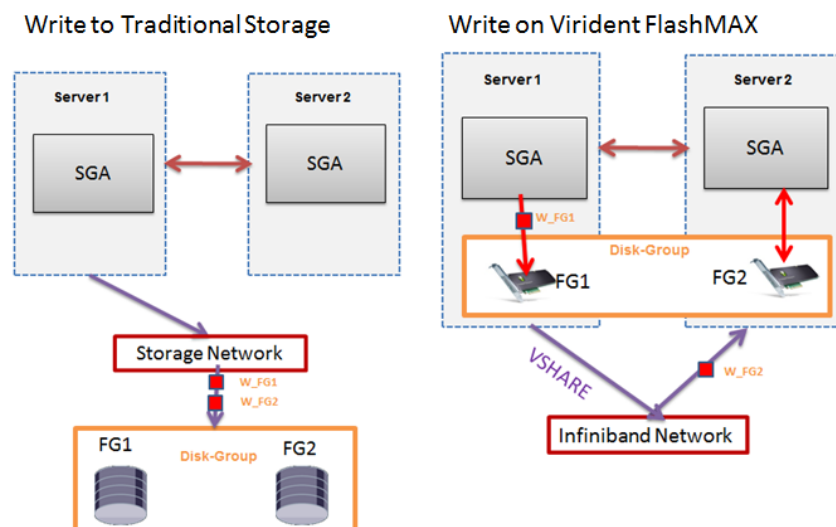 Write to Traditional Storage
Server 1
Server 2
SGA
SGA
Storage Network
W_FG1
W_FG2
FG1
Disk-Group
FG2
Write on Virident FlashMAX
Server 1
Server 2
SGA
SGA
W_FG1
Disk-Group
FG1
FG2
VSHARE
W_FG2
Infiniband Network